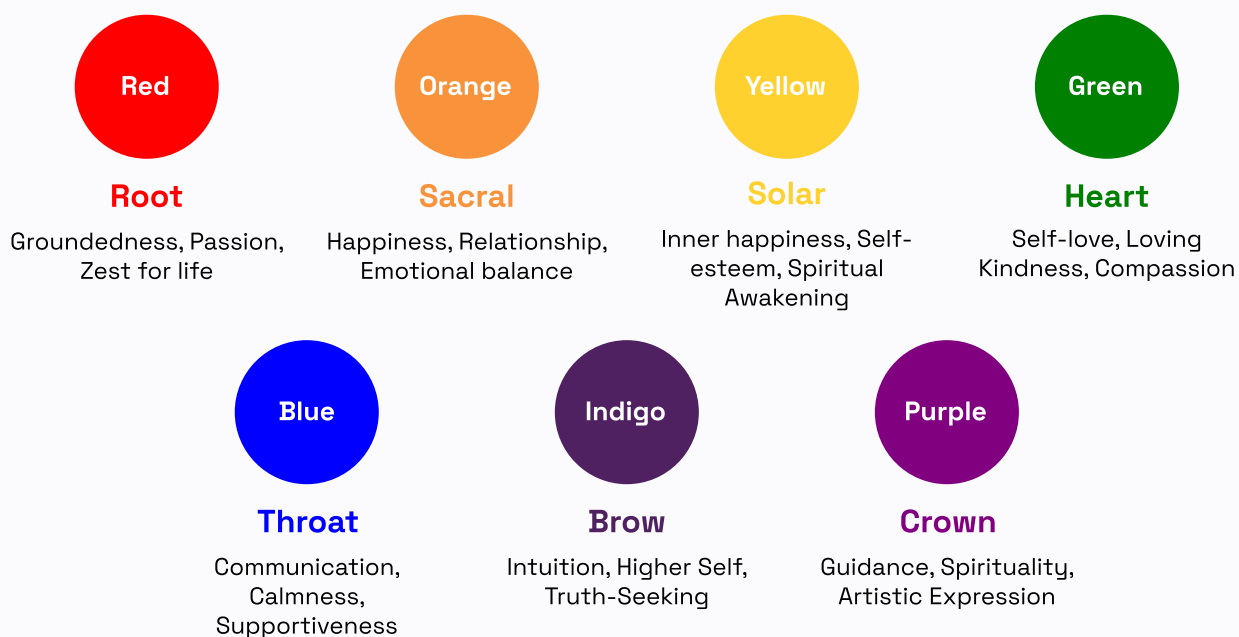 Red
Orange
Yellow
Green
Root
Sacral
Solar
Heart
Groundedness, Passion,
Zest for life
Happiness, Relationship,
Emotional balance
Inner happiness, Self-
esteem, Spiritual
Awakening
Self-love, Loving
Kindness, Compassion
Blue
Indigo
Purple
Throat
Brow
Crown
Communication,
Calmness,
Supportiveness
Intuition, Higher Self,
Truth-Seeking
Guidance, Spirituality,
Artistic Expression